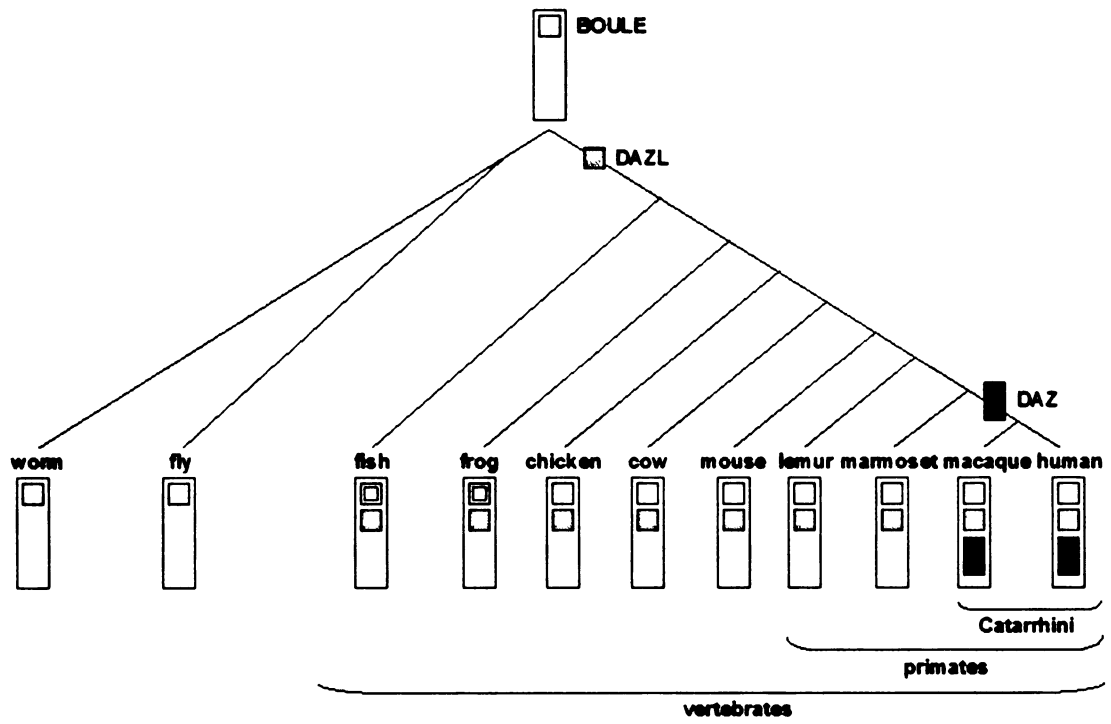 BOULE
DAZL
DAZ
worm fly fish frog chicken cow mouse lemur marmoset macaque human
Catarrhini
primates
vertebrates